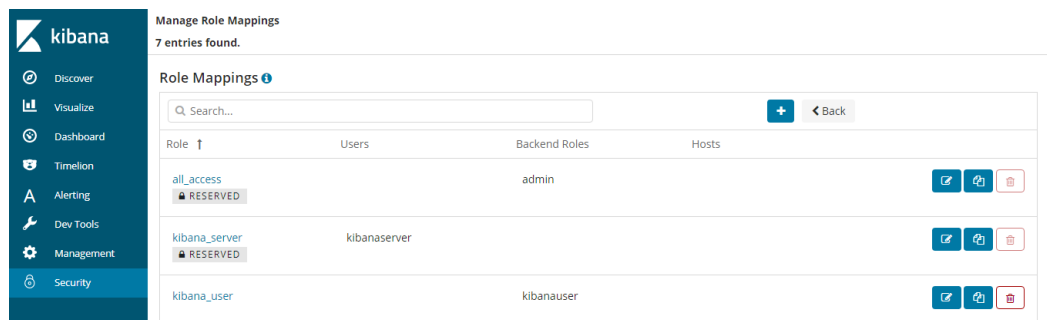 kibana
Discover
Visualize
Dashboard
Timelion
Alerting
Dev Tools
Management
Security
Manage Role Mappings
7 entries found.
Role Mappings
Search...
+ Back
Role Users Backend Roles Hosts
all_access admin
RESERVED
kibana_server kibanaserver
RESERVED
kibana_user kibanauser